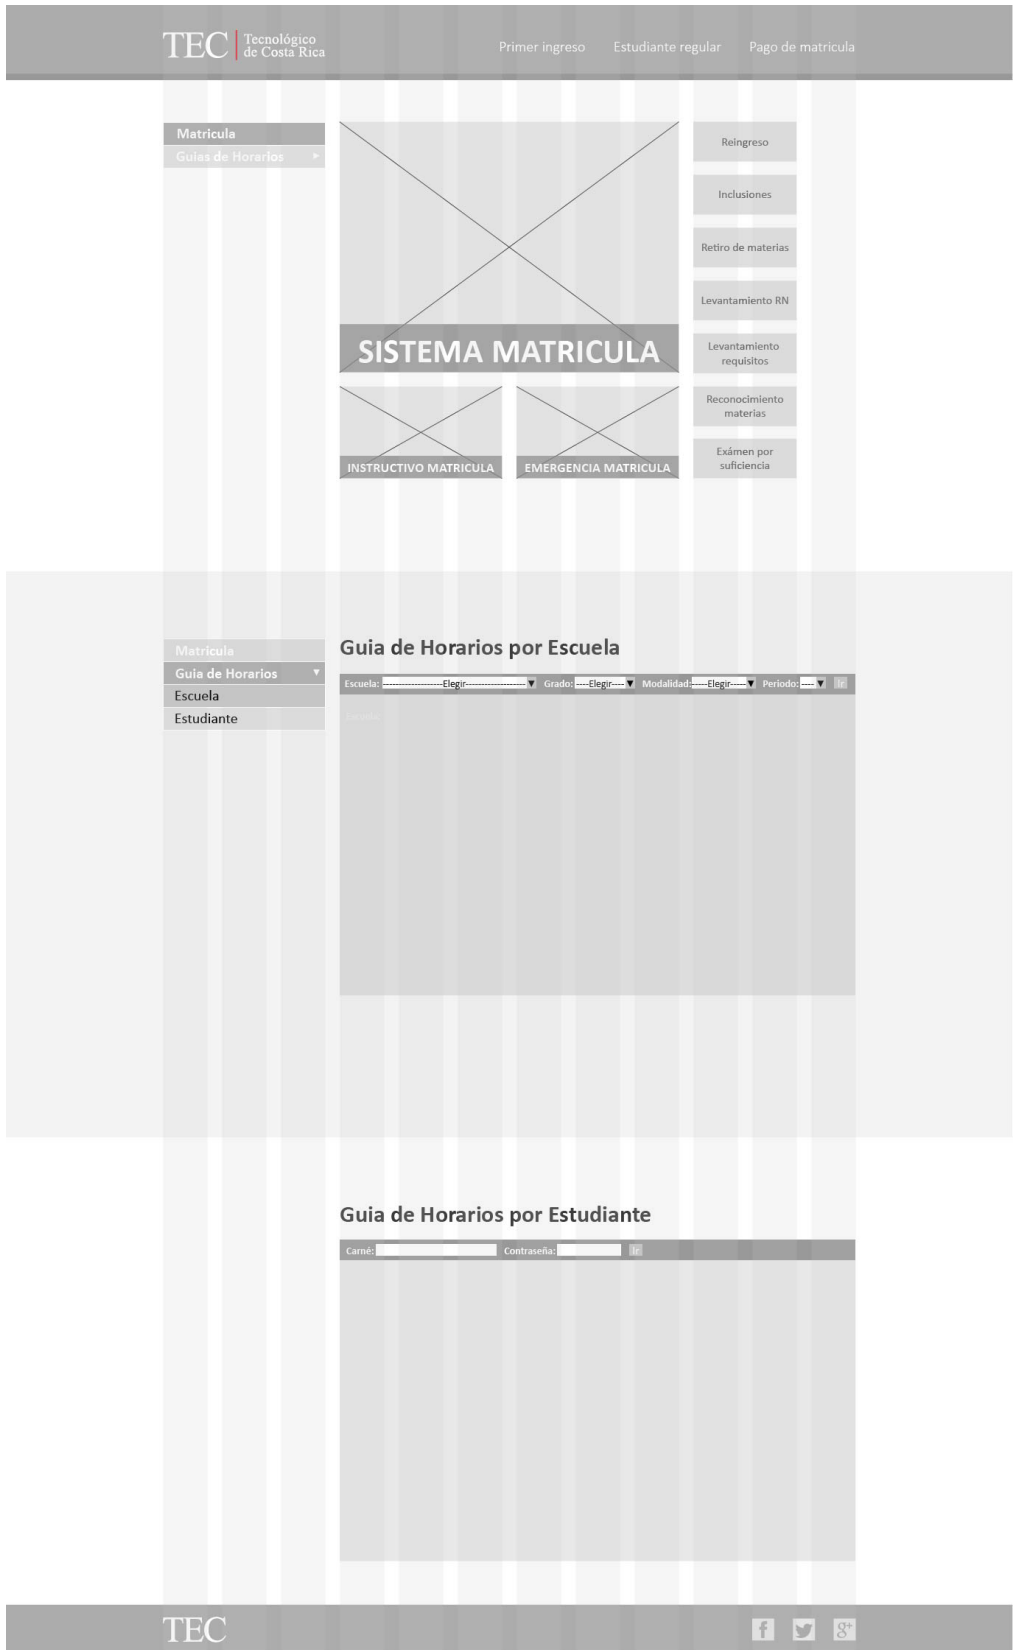 TEC
Tecnológico
de Costa Rica
Primer ingreso
Estudiante regular
Pago de matricula
Matricula
Guias de Horarios
SISTEMA MATRICULA
INSTRUCTIVO MATRICULA
EMERGENCIA MATRICULA
Reingreso
Inclusiones
Retiro de materias
Levantamiento RN
Levantamiento
requisitos
Reconocimiento
materias
Exámen por
suficiencia
Matricula
Guia de Horarios
Escuela
Estudiante
Guia de Horarios por Escuela
Escuela: -------------------Elegir------------------- Grado: ----Elegir---- Modalidad:-----Elegir----- Periodo: ---- Ir
Guia de Horarios por Estudiante
Carné: Contraseña: Ir
TEC
f g+